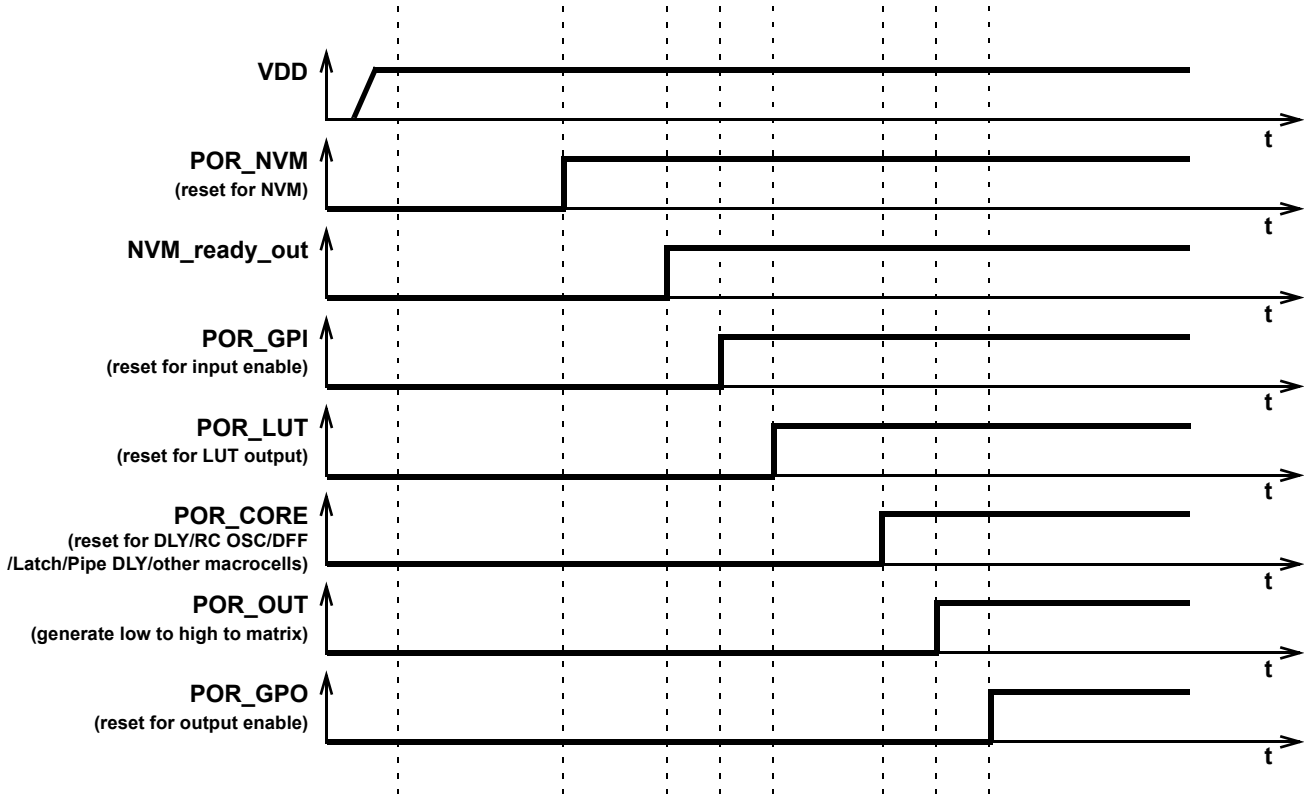 VDD
t
POR_NVM
(reset for NVM)
t
NVM_ready_out
t
POR_GPI
(reset for input enable)
t
POR_LUT
(reset for LUT output)
t
POR_CORE
(reset for DLY/RC OSC/DFF
/Latch/Pipe DLY/other macrocells)
t
POR_OUT
(generate low to high to matrix)
t
POR_GPO
(reset for output enable)
t